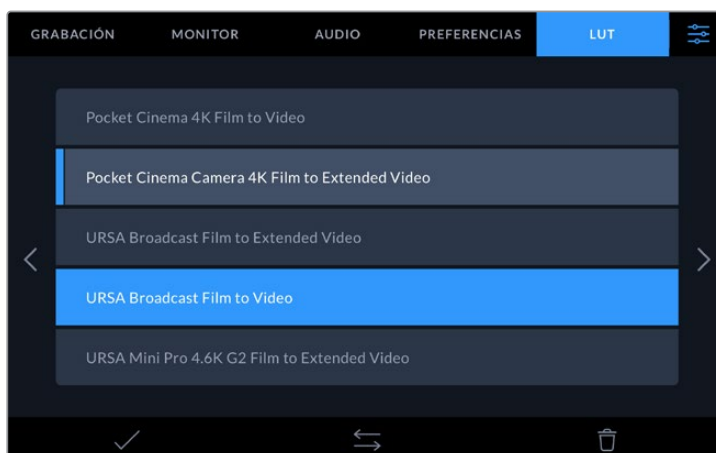 GRABACIÓN MONITOR AUDIO PREFERENCIAS LUT
Pocket Cinema 4K Film to Video
Pocket Cinema Camera 4K Film to Extended Video
URSA Broadcast Film to Extended Video
URSA Broadcast Film to Video
URSA Mini Pro 4.6K G2 Film to Extended Video